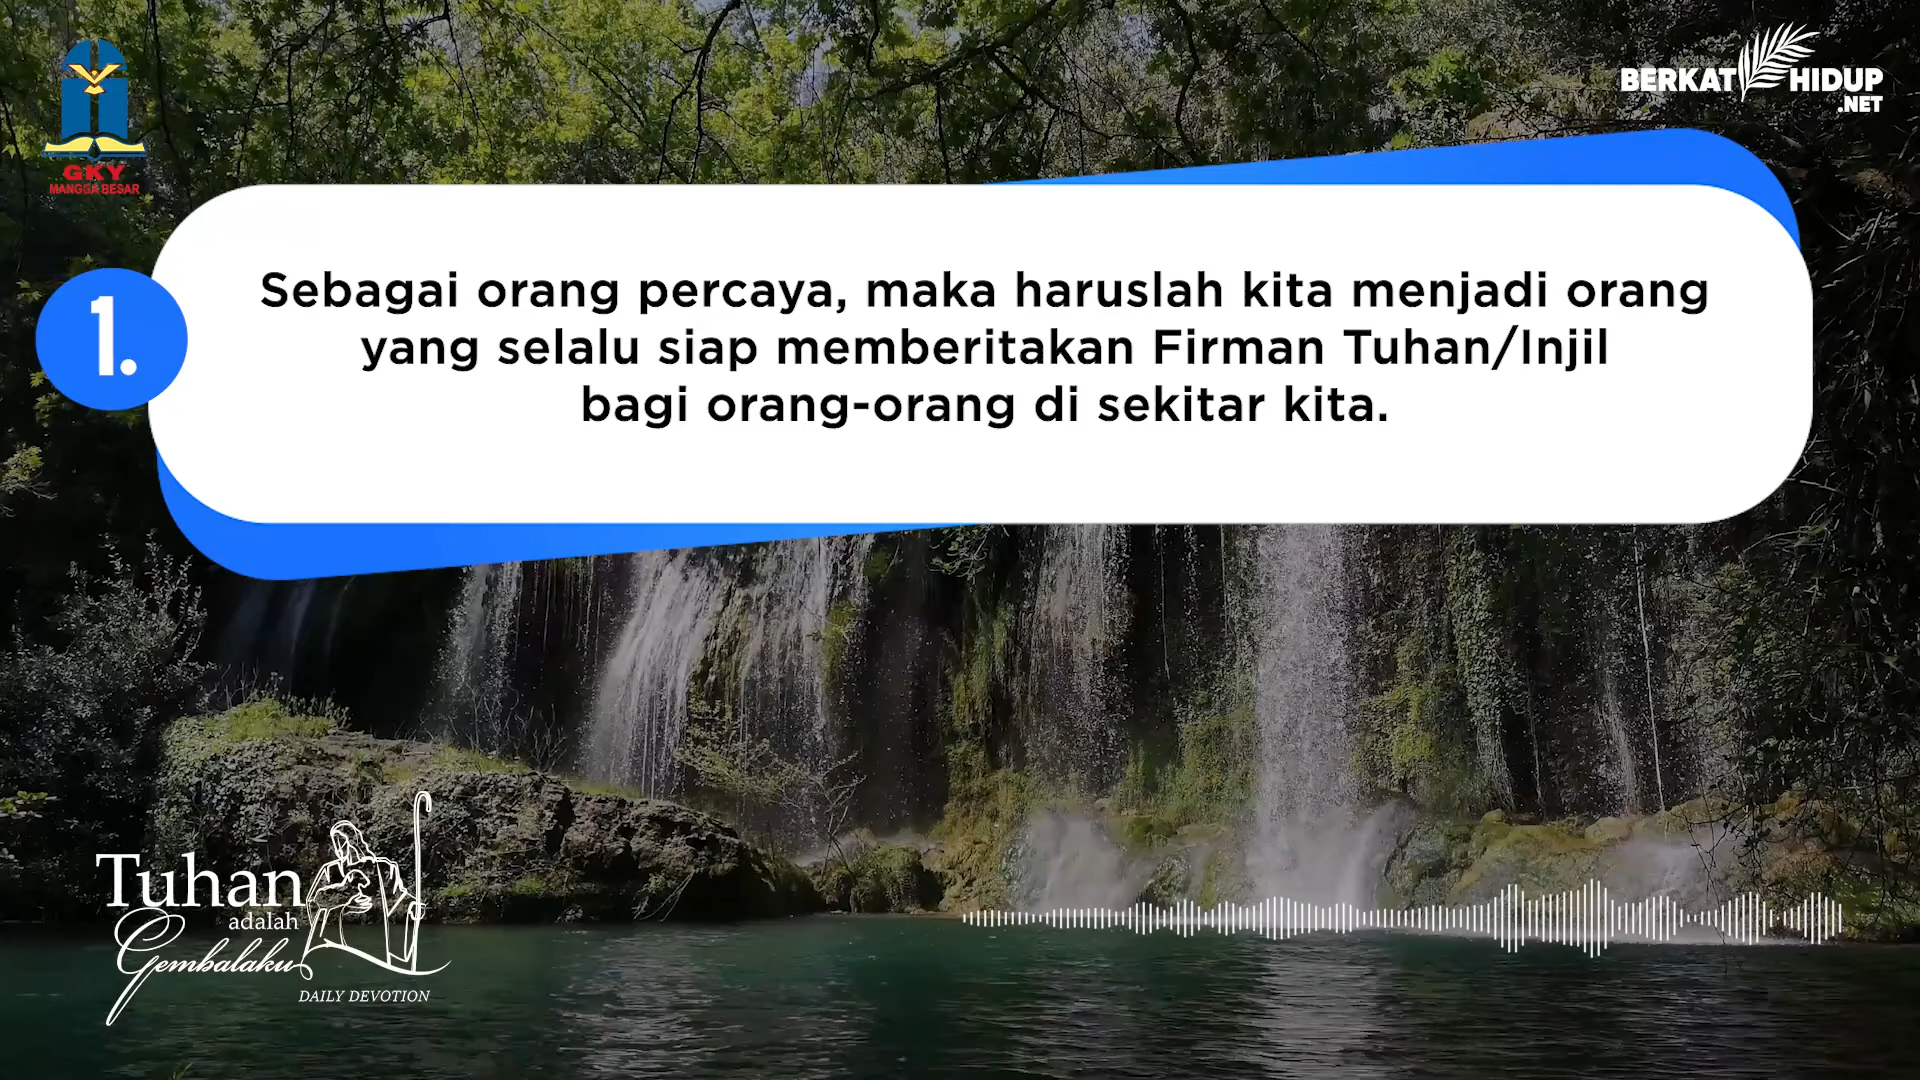 GKY
MANGGA BESAR
BERKAT HIDUP
.NET
1.
Sebagai orang percaya, maka haruslah kita menjadi orang
yang selalu siap memberitakan Firman Tuhan/Injil
bagi orang-orang di sekitar kita.
Tuhan
adalah
Gembalaku
DAILY DEVOTION